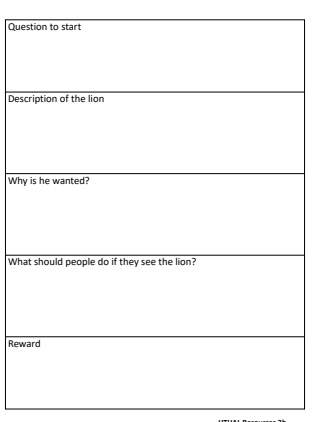 Question to start
Description of the lion
Why is he wanted?
What should people do if they see the lion?
Reward